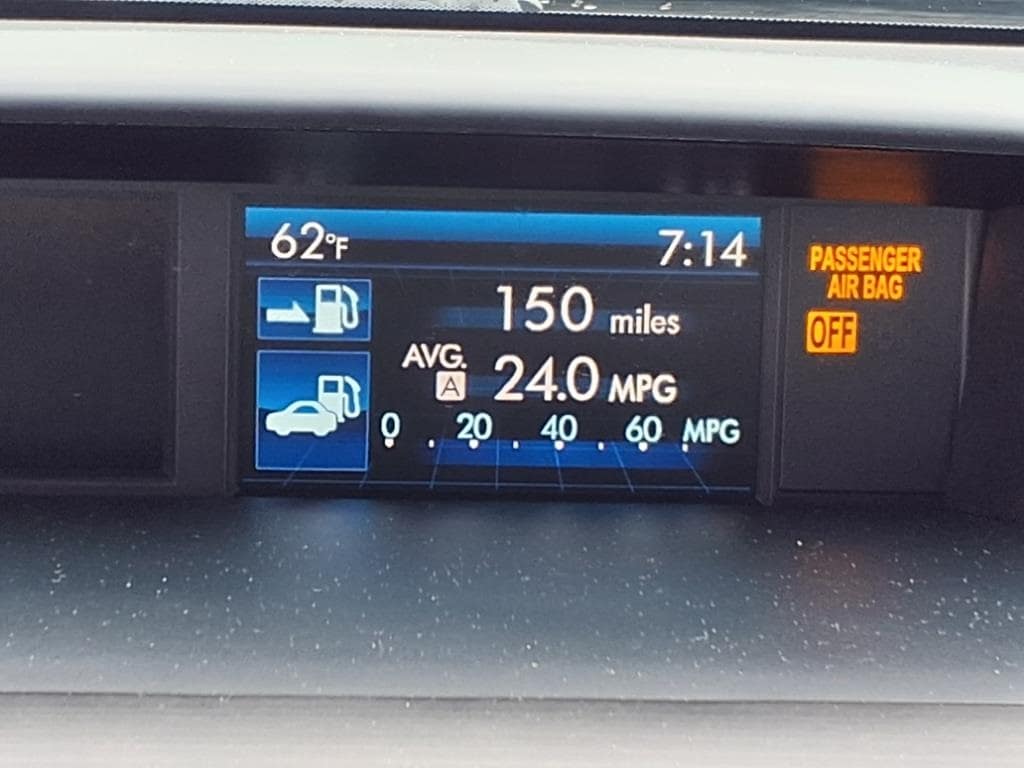 62°F 7:14
150 miles
AVG.
A 24.0 MPG
0 20 40 60 MPG
PASSENGER
AIR BAG
OFF